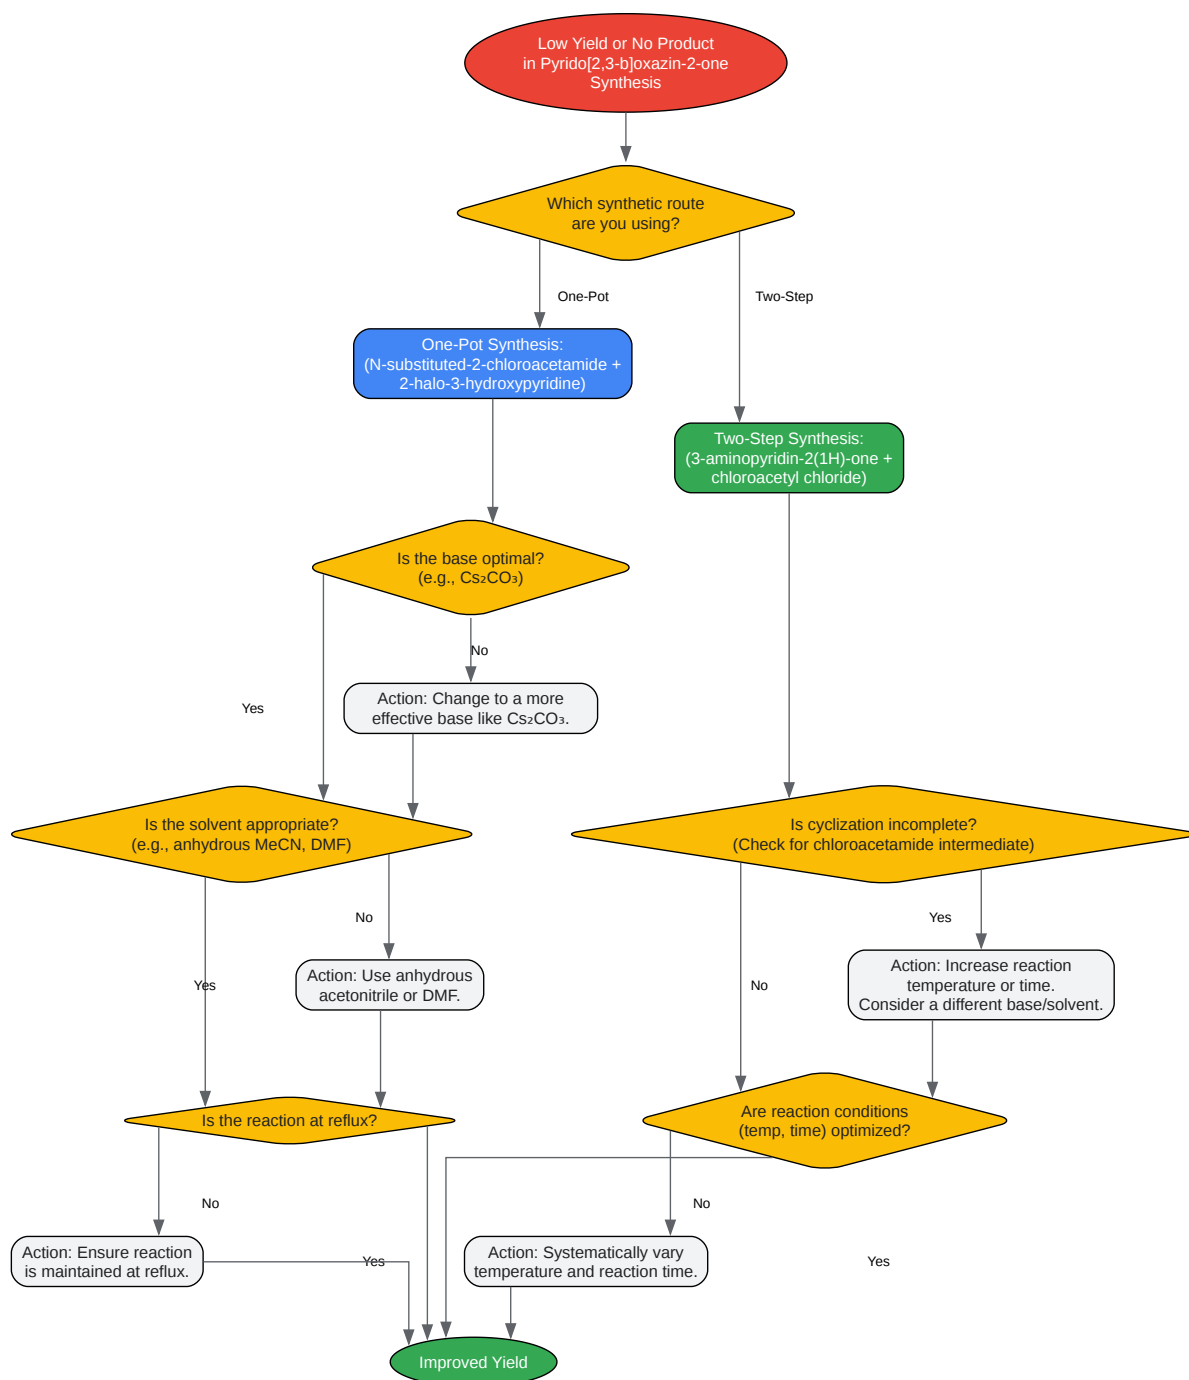 Low Yield or No Product
in Pyrido[2,3-b]oxazin-2-one
Synthesis
Which synthetic route
are you using?
One-Pot
Two-Step
One-Pot Synthesis:
(N-substituted-2-chloroacetamide +
2-halo-3-hydroxypyridine)
Two-Step Synthesis:
(3-aminopyridin-2(1H)-one +
chloroacetyl chloride)
Is the base optimal?
(e.g., Cs₂CO₃)
No
Yes
Action: Change to a more
effective base like Cs₂CO₃.
Is the solvent appropriate?
(e.g., anhydrous MeCN, DMF)
Is cyclization incomplete?
(Check for chloroacetamide intermediate)
No
Yes
Yes
No
Action: Use anhydrous
acetonitrile or DMF.
Action: Increase reaction
temperature or time.
Consider a different base/solvent.
Is the reaction at reflux?
Are reaction conditions
(temp, time) optimized?
No
No
Action: Ensure reaction
is maintained at reflux.
Yes
Action: Systematically vary
temperature and reaction time.
Yes
Improved Yield